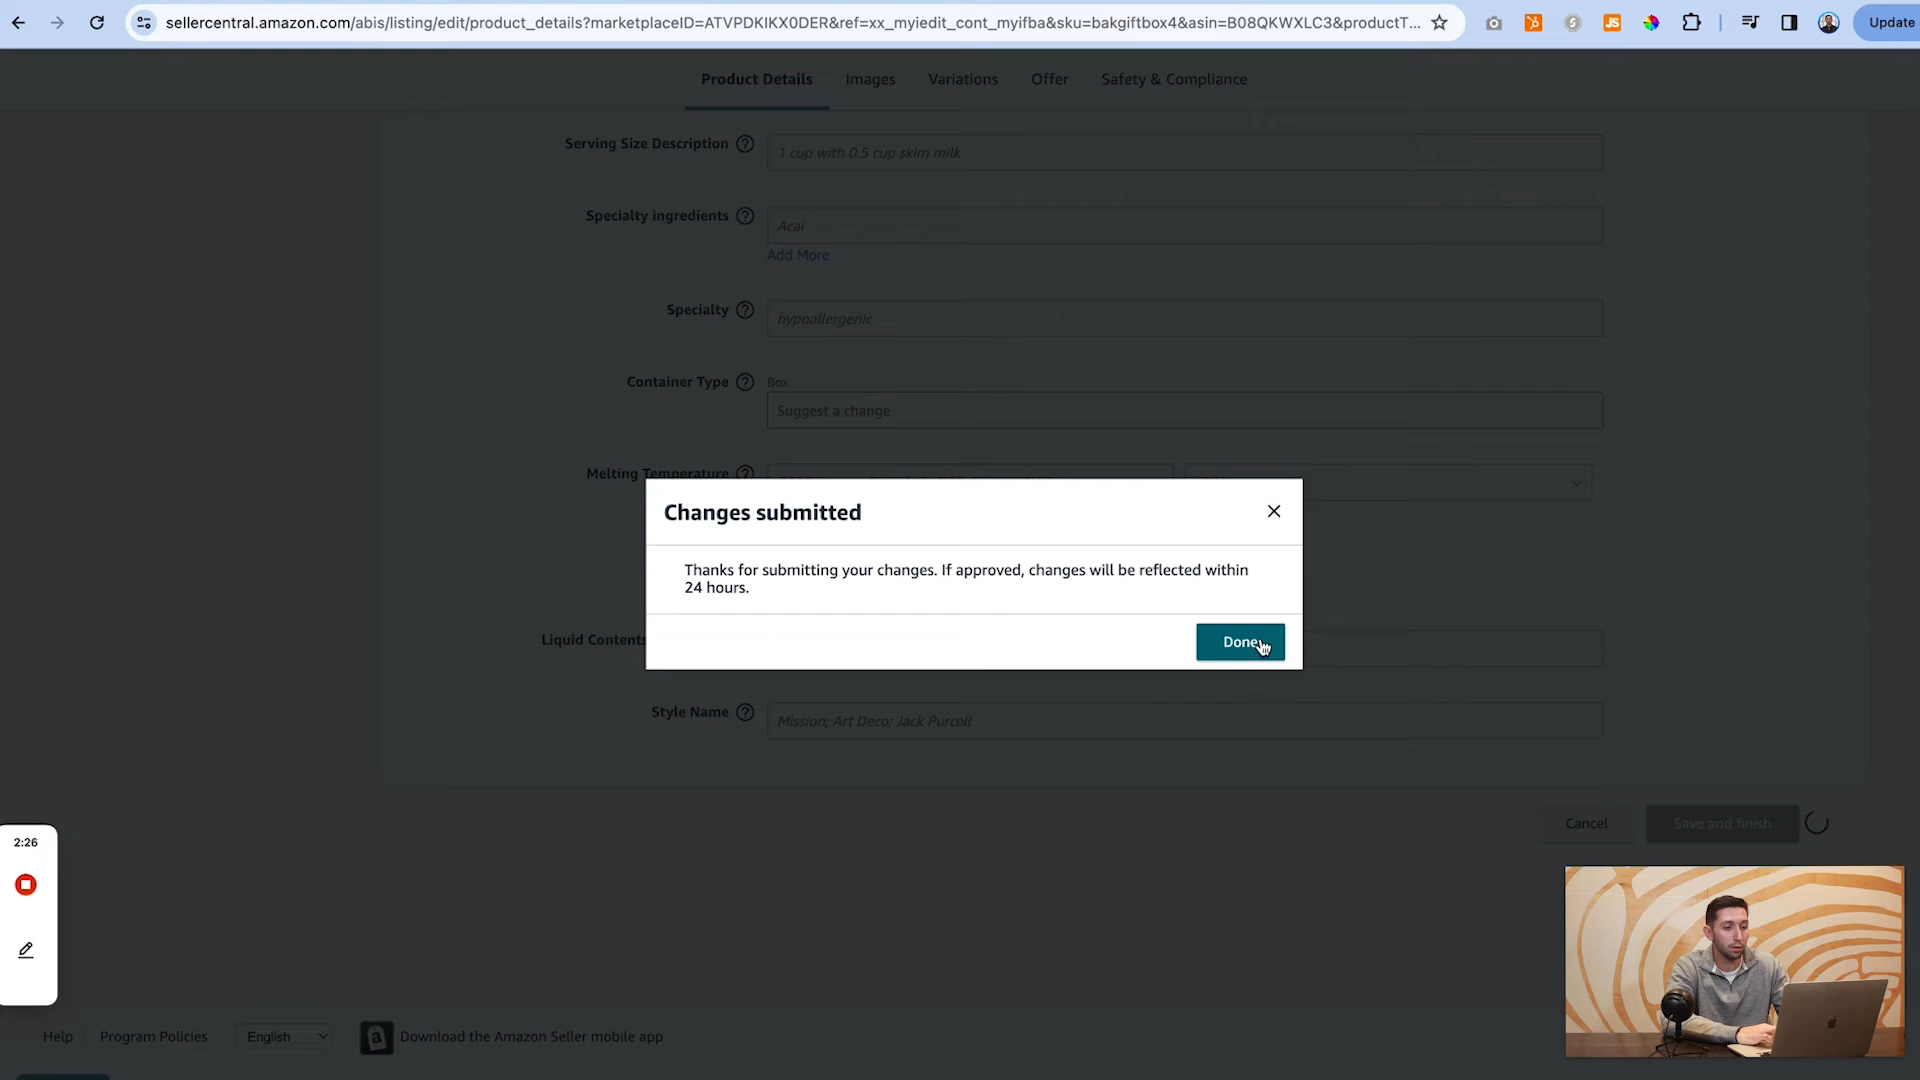 sellercentral.amazon.com/abis/listing/edit/product_details?marketplaceID=ATVPDKIKX0DER&ref=xx_myiedit_cont_myifba&sku=bakgiftbox4&asin=B08QKWXLC3&productT...
S
JS
Update
Product Details
Images
Variations
Offer
Safety & Compliance
Serving Size Description
1 cup with 0.5 cup skim milk
Specialty ingredients
Acai
Add More
Specialty
hypoallergenic
Container Type
Box
Suggest a change
Melting Temperature
Changes submitted
Thanks for submitting your changes. If approved, changes will be reflected within
24 hours.
Done
Liquid Contents
Style Name
Mission; Art Deco; Jack Purcell
Cancel
Save and finish
2:26
Help
Program Policies
English
a
Download the Amazon Seller mobile app